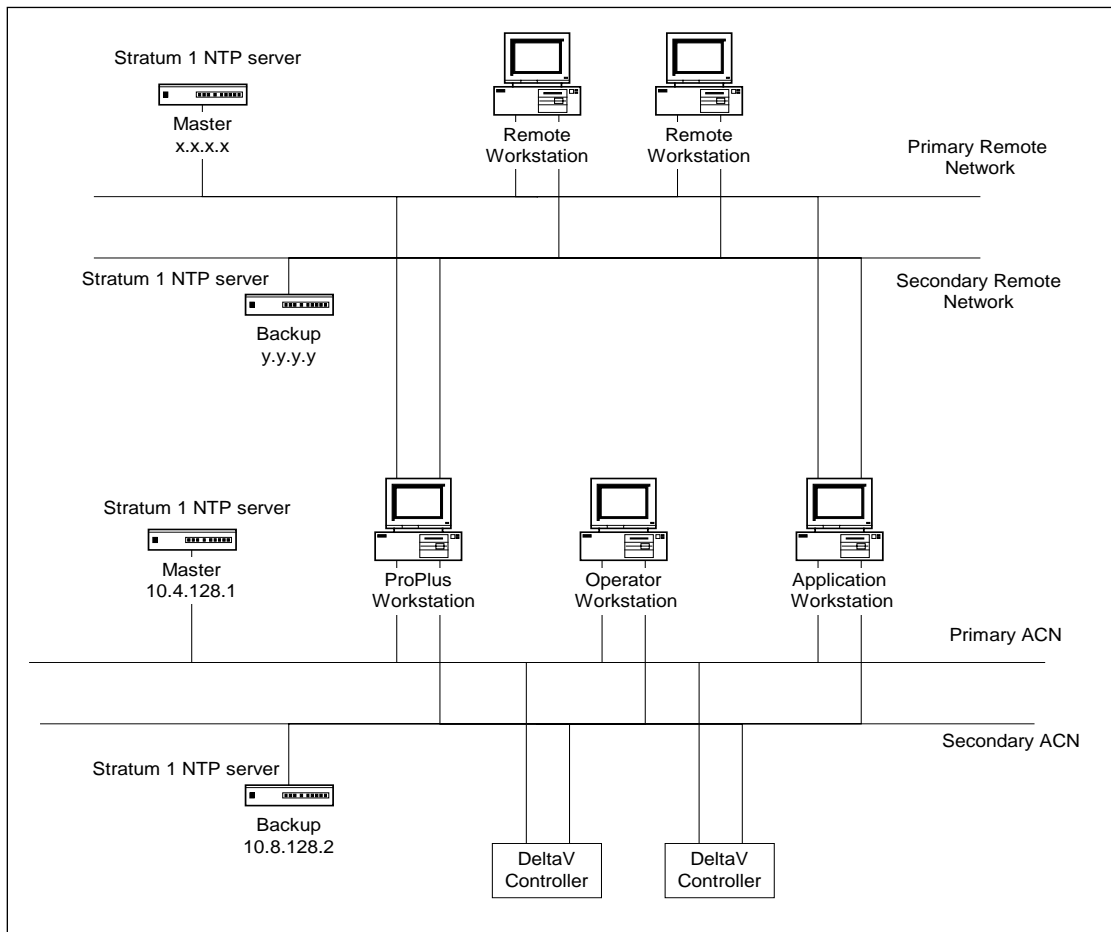 Stratum 1 NTP server
Master
x.x.x.x
Remote
Workstation
Remote
Workstation
Primary Remote
Network
Stratum 1 NTP server
Backup
y.y.y.y
Secondary Remote
Network
Stratum 1 NTP server
Master
10.4.128.1
ProPlus
Workstation
Operator
Workstation
Application
Workstation
Primary ACN
Secondary ACN
Stratum 1 NTP server
Backup
10.8.128.2
DeltaV
Controller
DeltaV
Controller